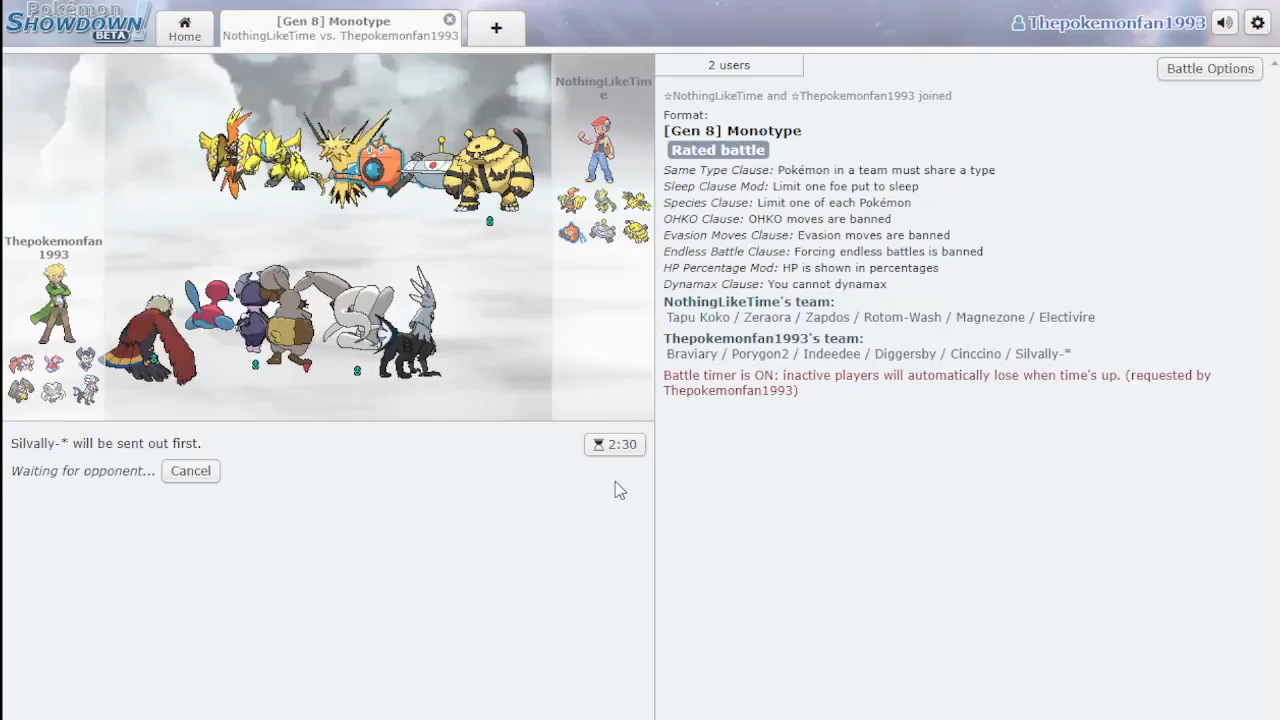 Pokémon
SHOWDOWN!
BETA
Home
[Gen 8] Monotype
NothingLikeTime vs. Thepokemonfan1993
+
Thepokemonfan1993
NothingLikeTim
e
Thepokemonfan
1993
2 users
Battle Options
☆NothingLikeTime and ☆Thepokemonfan1993 joined
Format:
[Gen 8] Monotype
Rated battle
Same Type Clause: Pokémon in a team must share a type
Sleep Clause Mod: Limit one foe put to sleep
Species Clause: Limit one of each Pokémon
OHKO Clause: OHKO moves are banned
Evasion Moves Clause: Evasion moves are banned
Endless Battle Clause: Forcing endless battles is banned
HP Percentage Mod: HP is shown in percentages
Dynamax Clause: You cannot dynamax
NothingLikeTime's team:
Tapu Koko / Zeraora / Zapdos / Rotom-Wash / Magnezone / Electivire
Thepokemonfan1993's team:
Braviary / Porygon2 / Indeedee / Diggersby / Cinccino / Silvally-*
Battle timer is ON: inactive players will automatically lose when time's up. (requested by
Thepokemonfan1993)
Silvally-* will be sent out first.
2:30
Waiting for opponent...
Cancel